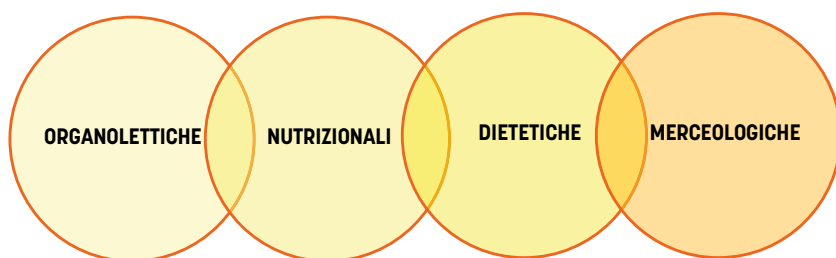 ORGANOLETTICHE
NUTRIZIONALI
DIETETICHE
MERCEOLOGICHE